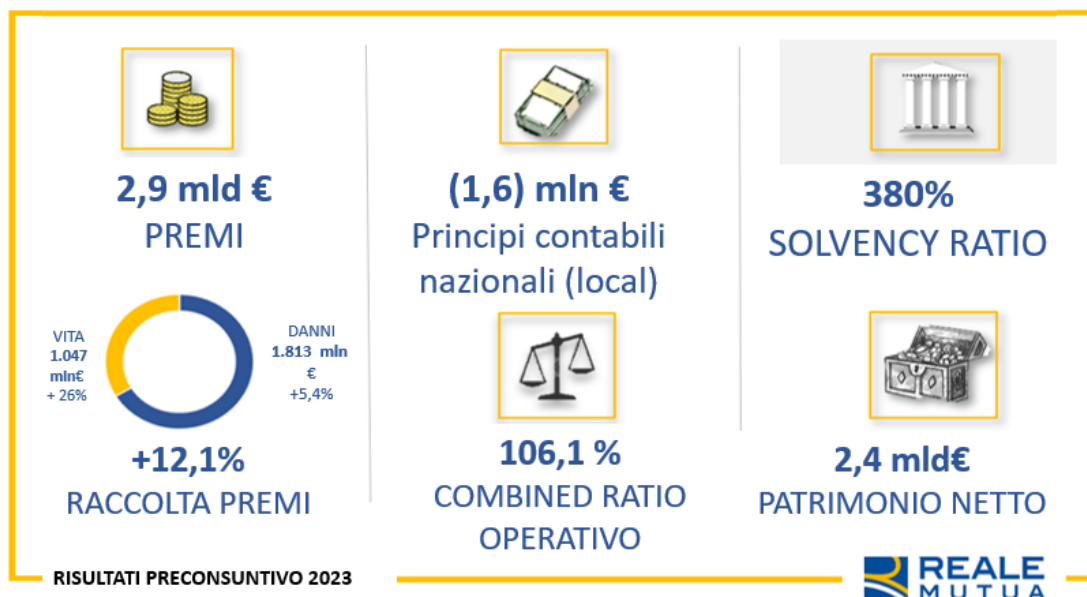 2,9 mld €
PREMI
VITA
1.047
mln€
+ 26%
DANNI
1.813 mln
€
+5,4%
+12,1%
RACCOLTA PREMI
(1,6) mln €
Principi contabili
nazionali (local)
106,1 %
COMBINED RATIO
OPERATIVO
380%
SOLVENCY RATIO
2,4 mld€
PATRIMONIO NETTO
RISULTATI PRECONSUNTIVO 2023
REALE
MUTUA